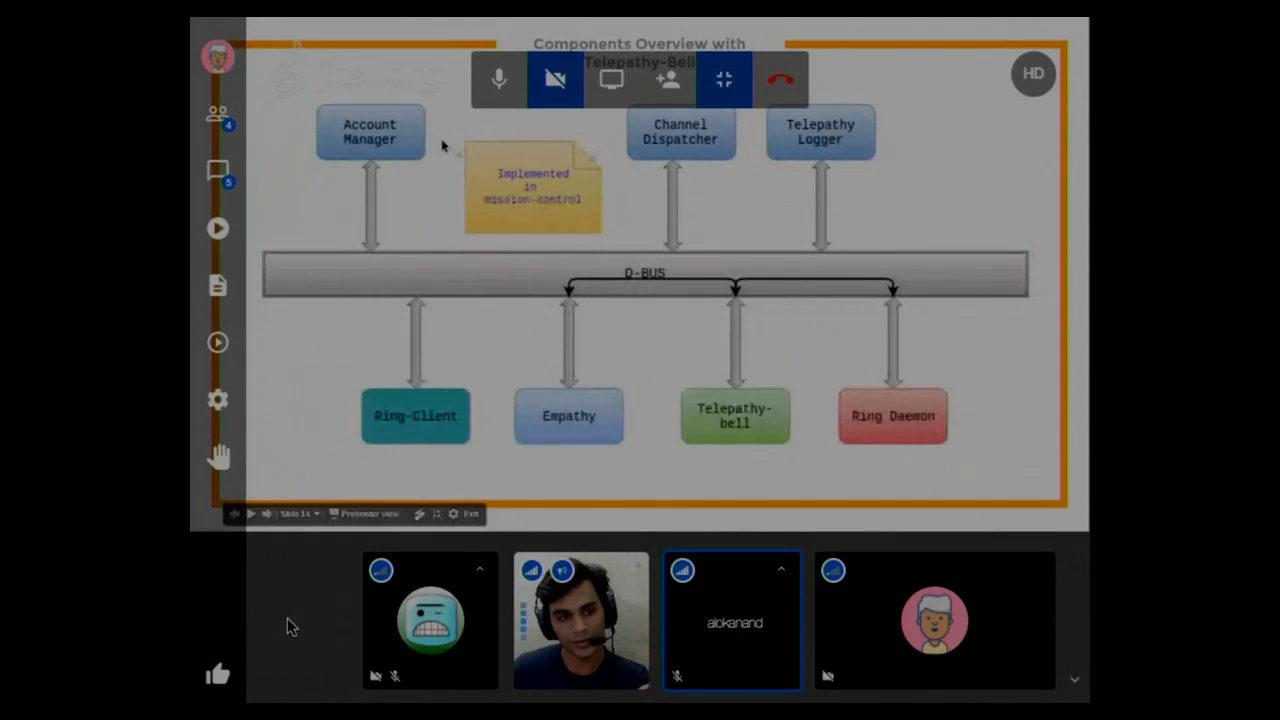 Components Overview with
Telepathy-Bell
HD
4
5
Account
Manager
Implemented
in
mission-control
Channel
Dispatcher
Telepathy
Logger
D-BUS
Ring-Client
Empathy
Telepathy-
bell
Ring Daemon
Slide 14
Presenter view
Exit
alokanand